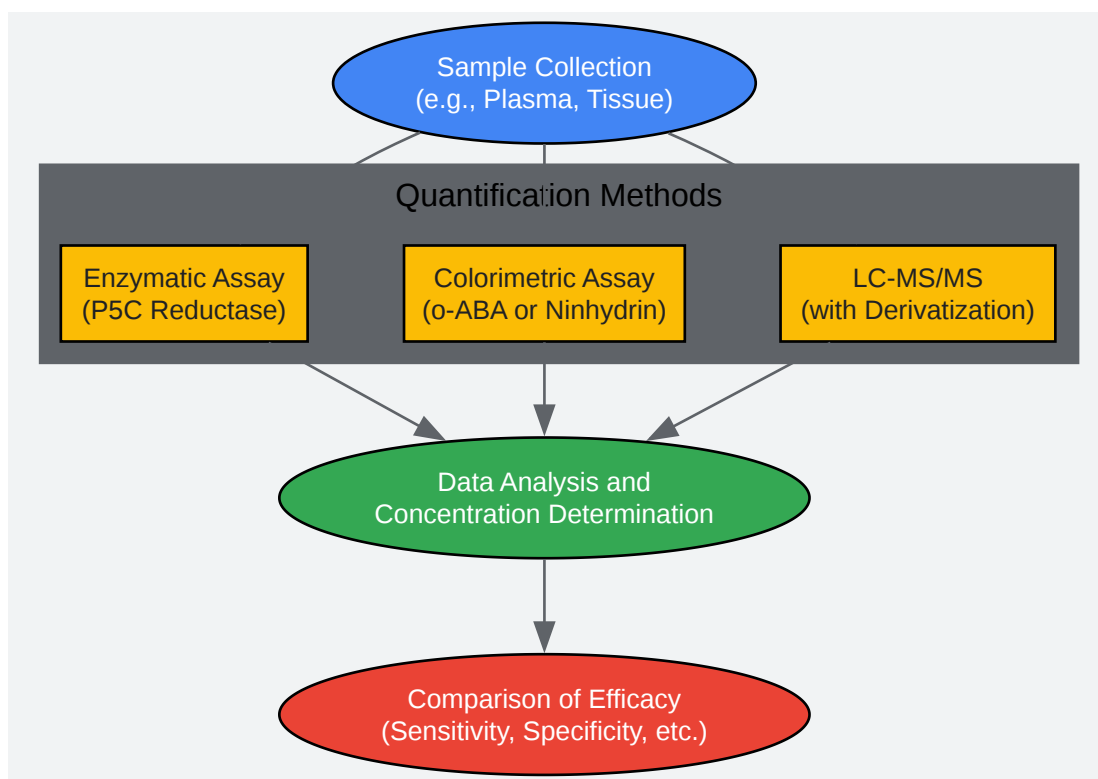 Sample Collection
(e.g., Plasma, Tissue)
Quantification Methods
Enzymatic Assay
(P5C Reductase)
Colorimetric Assay
(o-ABA or Ninhydrin)
LC-MS/MS
(with Derivatization)
Data Analysis and
Concentration Determination
Comparison of Efficacy
(Sensitivity, Specificity, etc.)